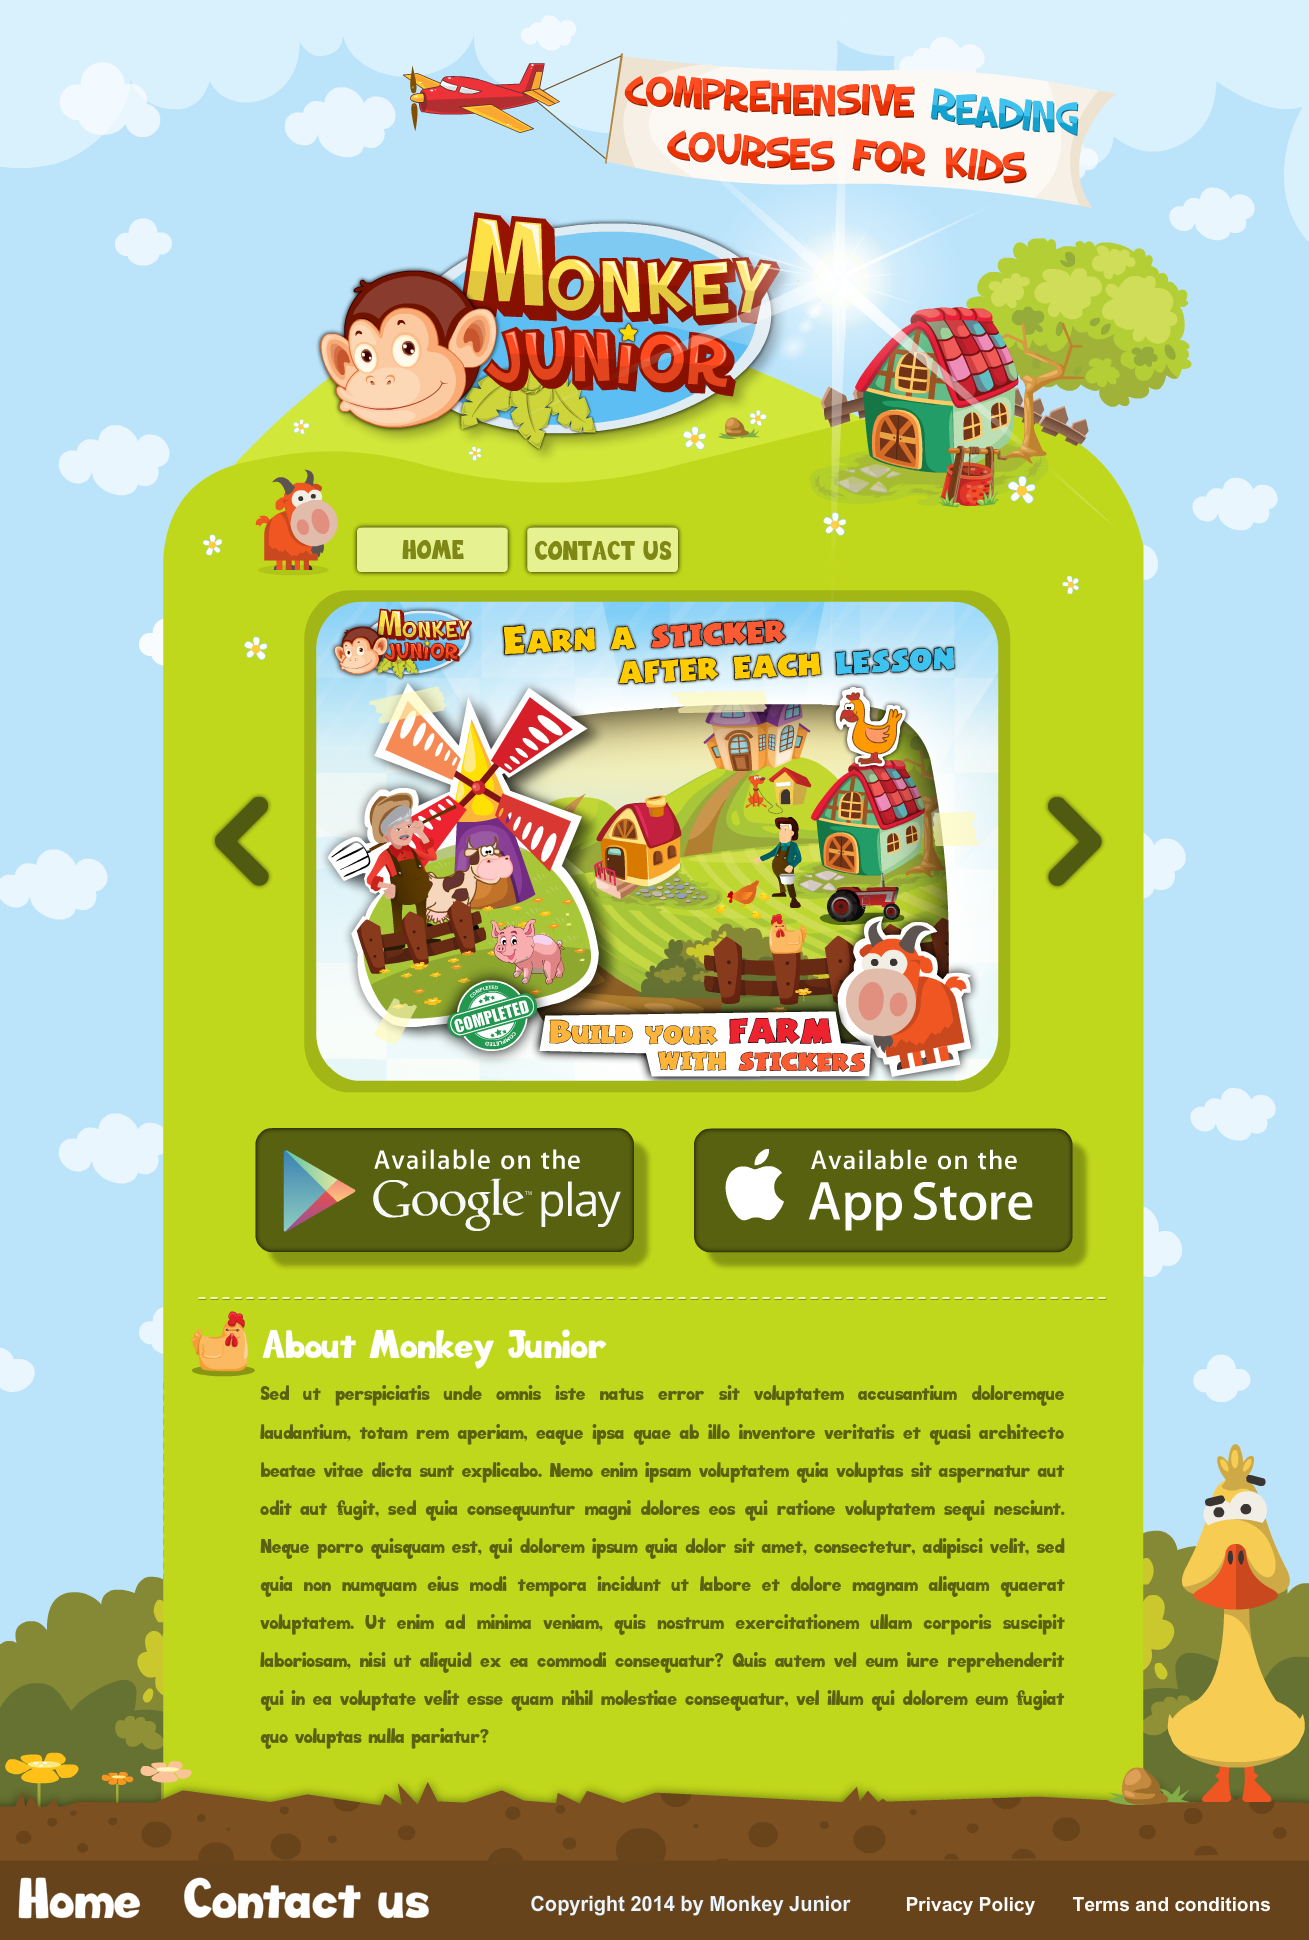 COMPREHENSIVE READING
COURSES FOR KIDS
MONKEY
JUNIOR
HOME
CONTACT US
MONKEY
JUNIOR
EARN A STICKER
AFTER EACH LESSON
COMPLETED
COMPLETED
COMPLETED
BUILD YOUR FARM
WITH STICKERS
Available on the
Google™ play
Available on the
App Store
About Monkey Junior
Sed ut perspiciatis unde omnis iste natus error sit voluptatem accusantium doloremque
laudantium, totam rem aperiam, eaque ipsa quae ab illo inventore veritatis et quasi architecto
beatae vitae dicta sunt explicabo. Nemo enim ipsam voluptatem quia voluptas sit aspernatur aut
odit aut fugit, sed quia consequuntur magni dolores eos qui ratione voluptatem sequi nesciunt.
Neque porro quisquam est, qui dolorem ipsum quia dolor sit amet, consectetur, adipisci velit, sed
quia non numquam eius modi tempora incidunt ut labore et dolore magnam aliquam quaerat
voluptatem. Ut enim ad minima veniam, quis nostrum exercitationem ullam corporis suscipit
laboriosam, nisi ut aliquid ex ea commodi consequatur? Quis autem vel eum iure reprehenderit
qui in ea voluptate velit esse quam nihil molestiae consequatur, vel illum qui dolorem eum fugiat
quo voluptas nulla pariatur?
Home Contact us Copyright 2014 by Monkey Junior Privacy Policy Terms and conditions